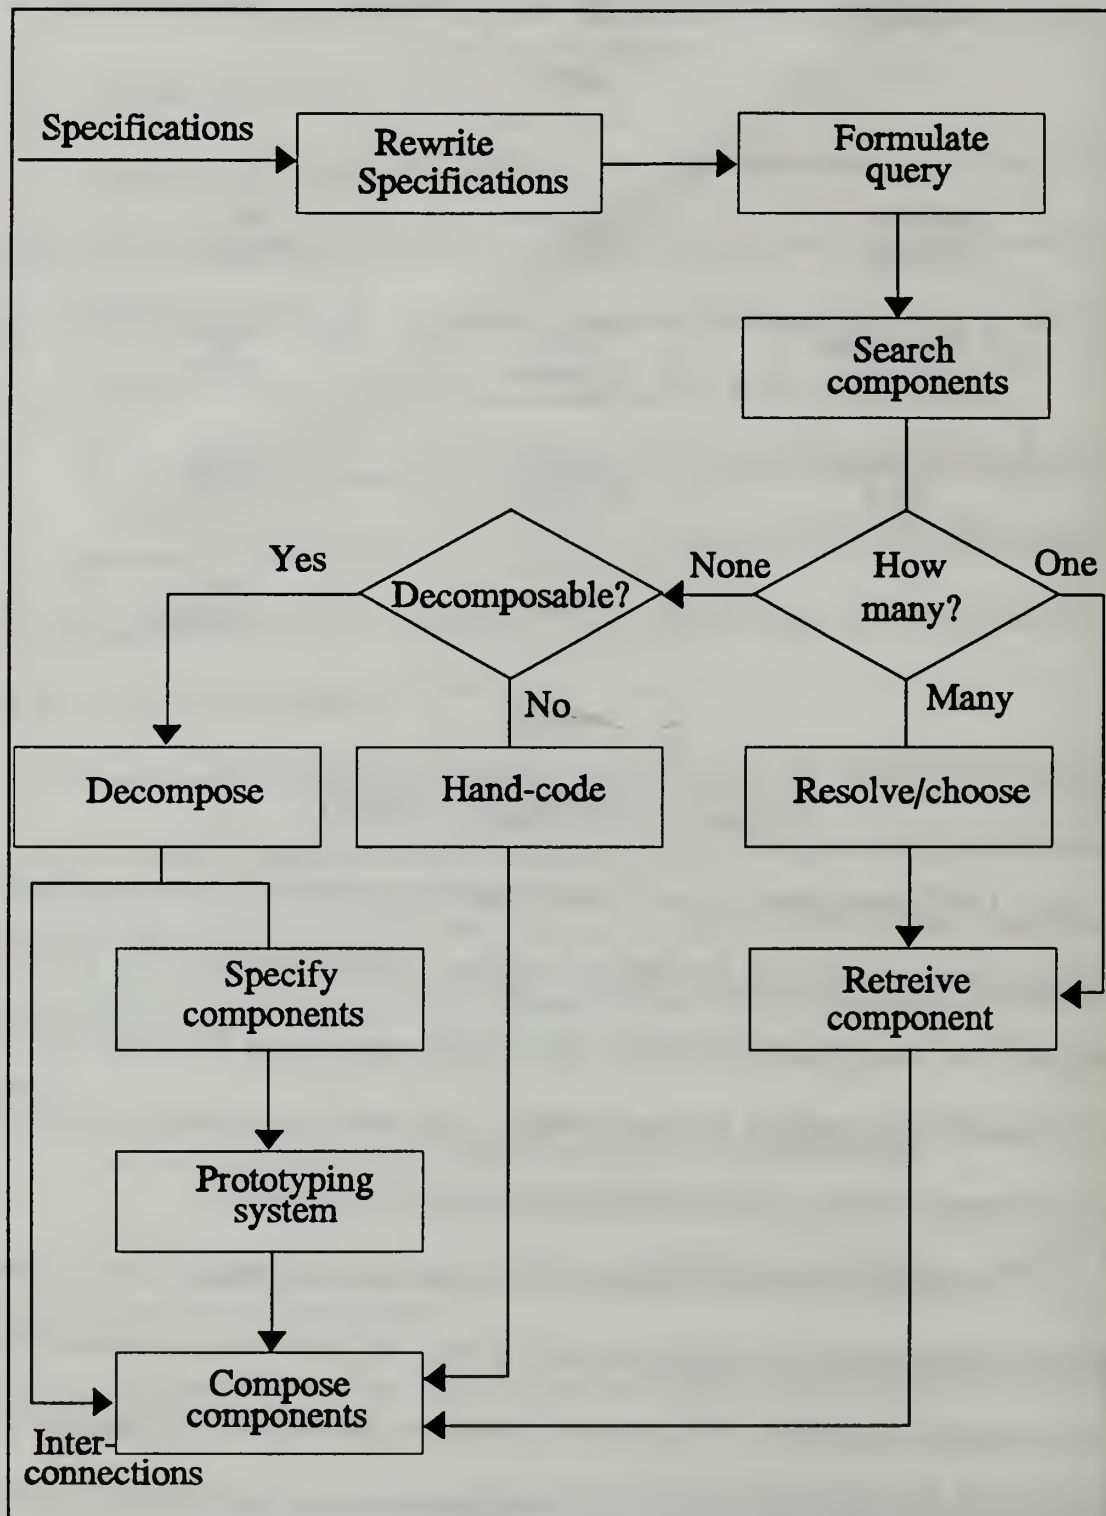 Specifications
Rewrite
Specifications
Formulate
query
Search
components
Yes
Decomposable?
None
How
many?
One
No
Many
Decompose
Hand-code
Resolve/choose
Specify
components
Retreive
component
Prototyping
system
Compose
components
Inter-
connections